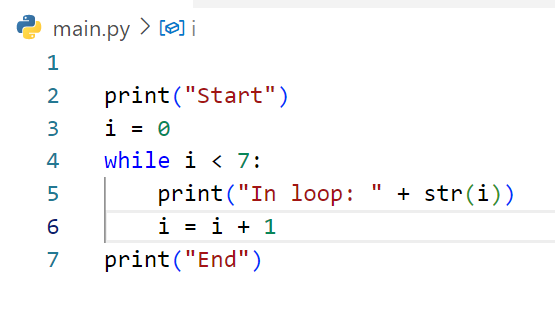 main.py > i
1
2 print("Start")
3 i = 0
4 while i < 7:
5     print("In loop: " + str(i))
6     i = i + 1
7 print("End")